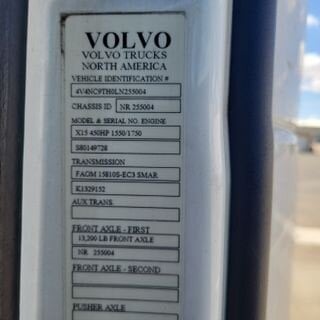 VOLVO
VOLVO TRUCKS
NORTH AMERICA
VEHICLE IDENTIFICATION #
4V4NC9TH0LN255004
CHASSIS ID NR 255004
MODEL & SERIAL NO. ENGINE
X15 450HP 1550/1750
S80149728
TRANSMISSION
FAOM 15810S-EC3 SMAR
K1329152
AUX.TRANS.
FRONT AXLE - FIRST
13,200 LB FRONT AXLE
NR 255004
FRONT AXLE - SECOND
PUSHER AXLE